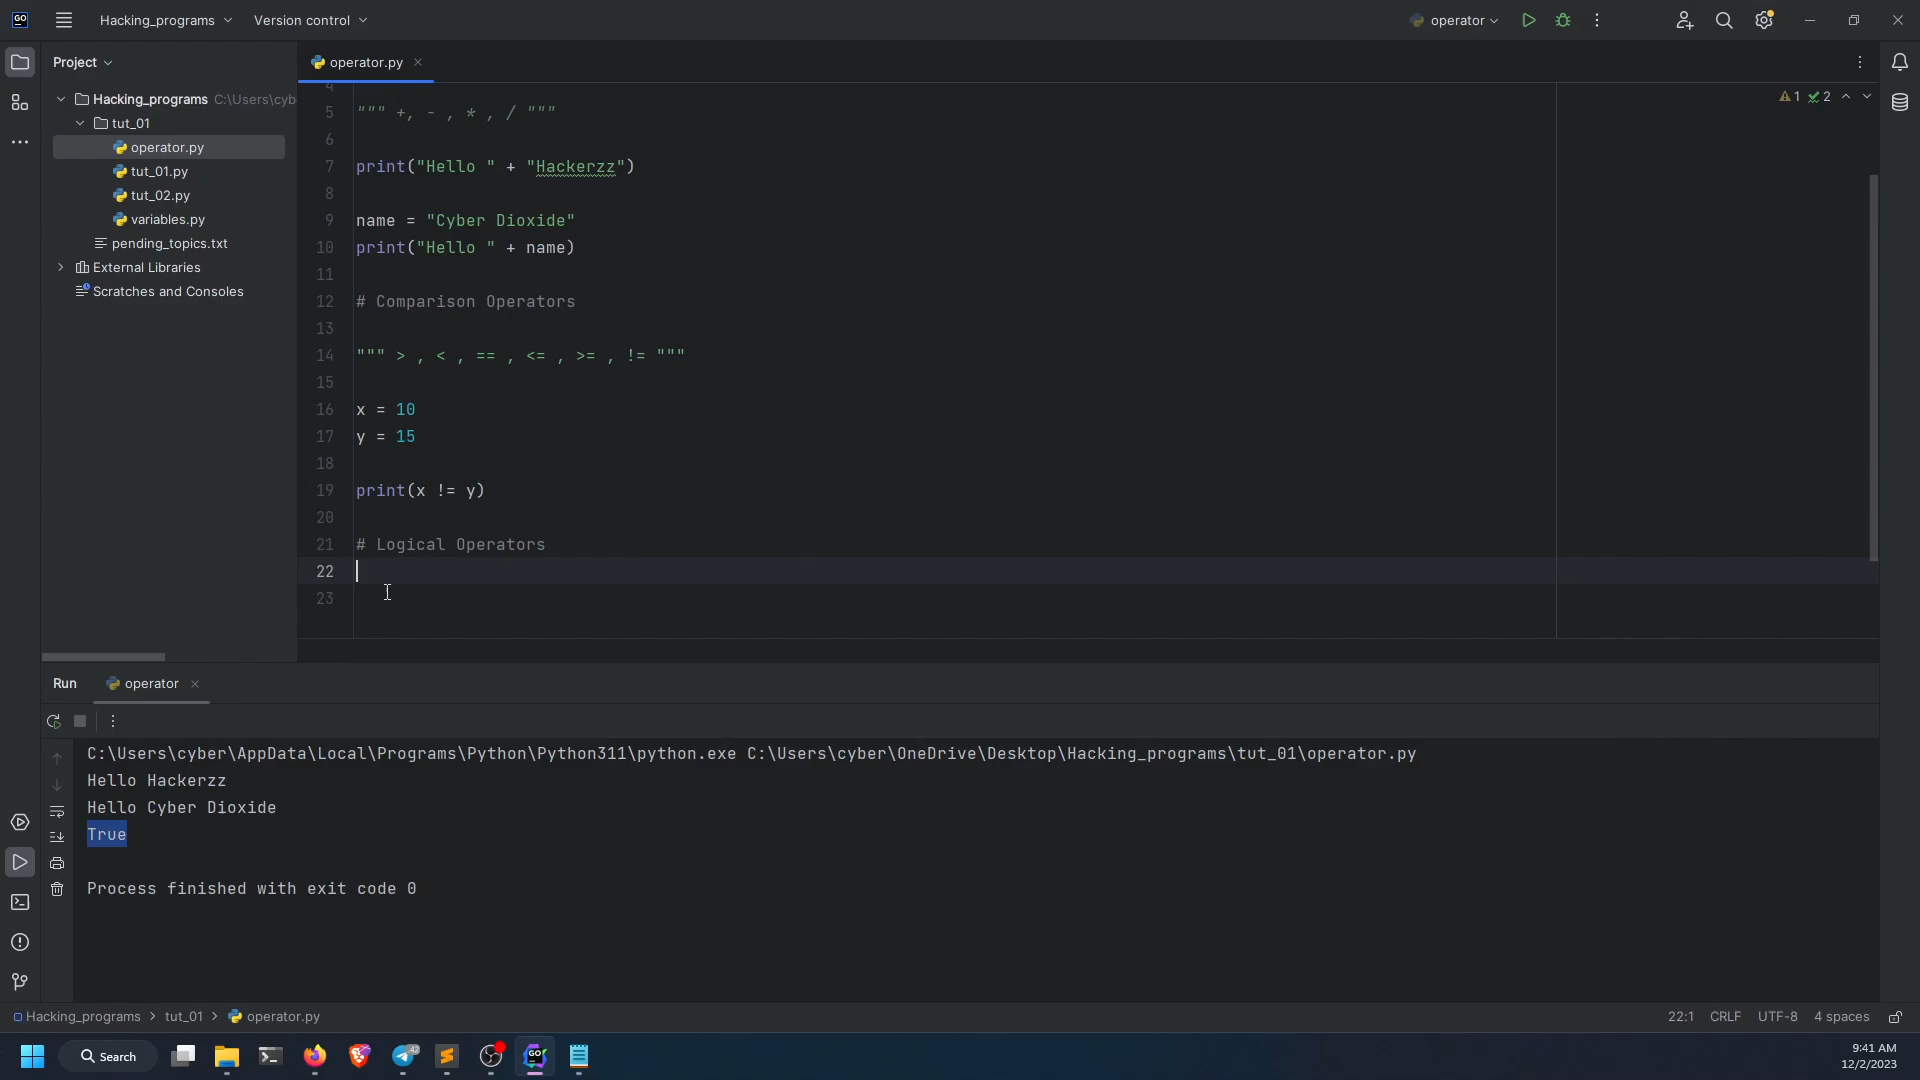 GO Hacking_programs Version control operator
Project
operator.py
Hacking_programs C:\Users\cyb
tut_01
operator.py
tut_01.py
tut_02.py
variables.py
pending_topics.txt
External Libraries
Scratches and Consoles
1 2
4
5 """ +, - , * , / """
6
7 print("Hello " + "Hackerzz")
8
9 name = "Cyber Dioxide"
10 print("Hello " + name)
11
12 # Comparison Operators
13
14 """ > , < , == , <= , >= , != """
15
16 x = 10
17 y = 15
18
19 print(x != y)
20
21 # Logical Operators
22
23
Run operator
C:\Users\cyber\AppData\Local\Programs\Python\Python311\python.exe C:\Users\cyber\OneDrive\Desktop\Hacking_programs\tut_01\operator.py
Hello Hackerzz
Hello Cyber Dioxide
True
Process finished with exit code 0
Hacking_programs > tut_01 > operator.py 22:1 CRLF UTF-8 4 spaces
Search 42 GO 9:41 AM
12/2/2023